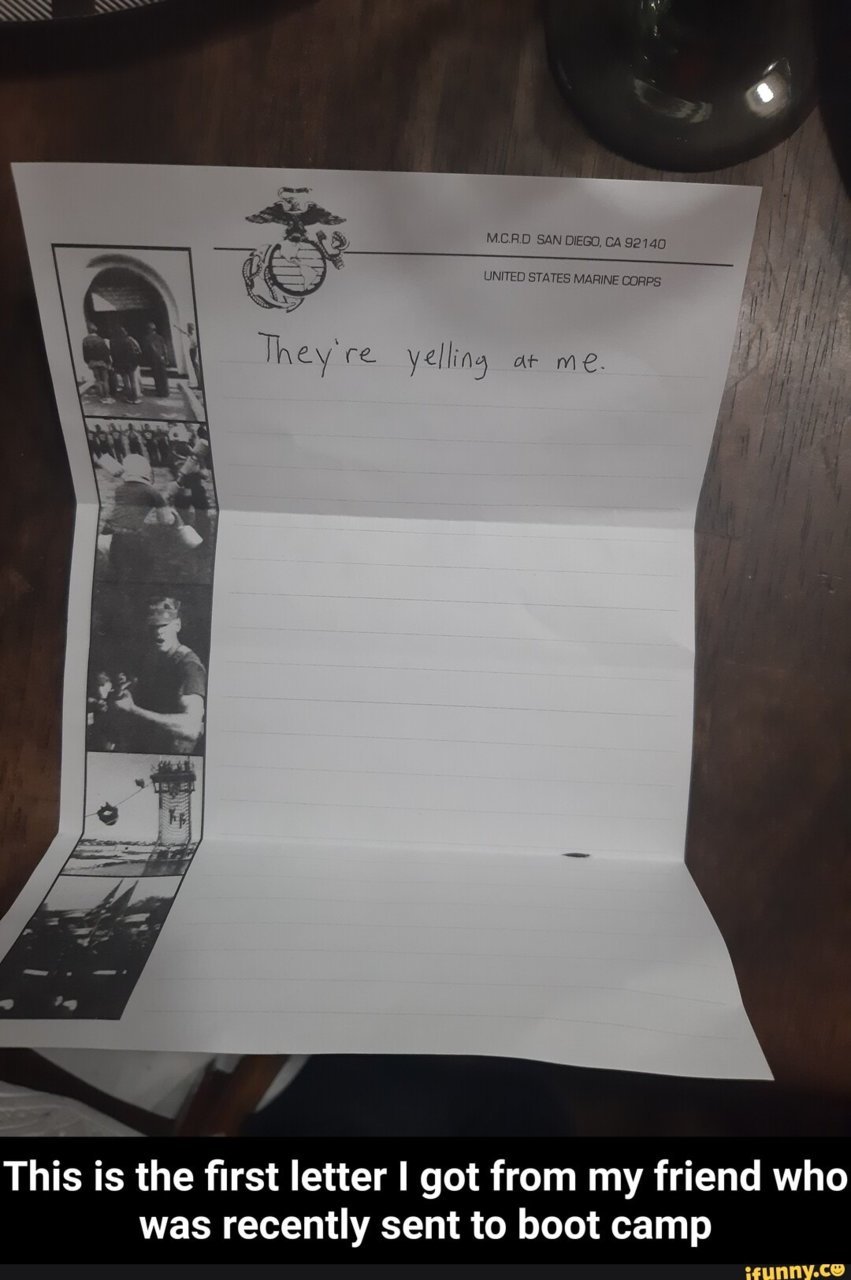 M.C.R.D SAN DIEGO, CA 92140
UNITED STATES MARINE CORPS
They're yelling at me.
This is the first letter I got from my friend who
was recently sent to boot camp
ifunny.co